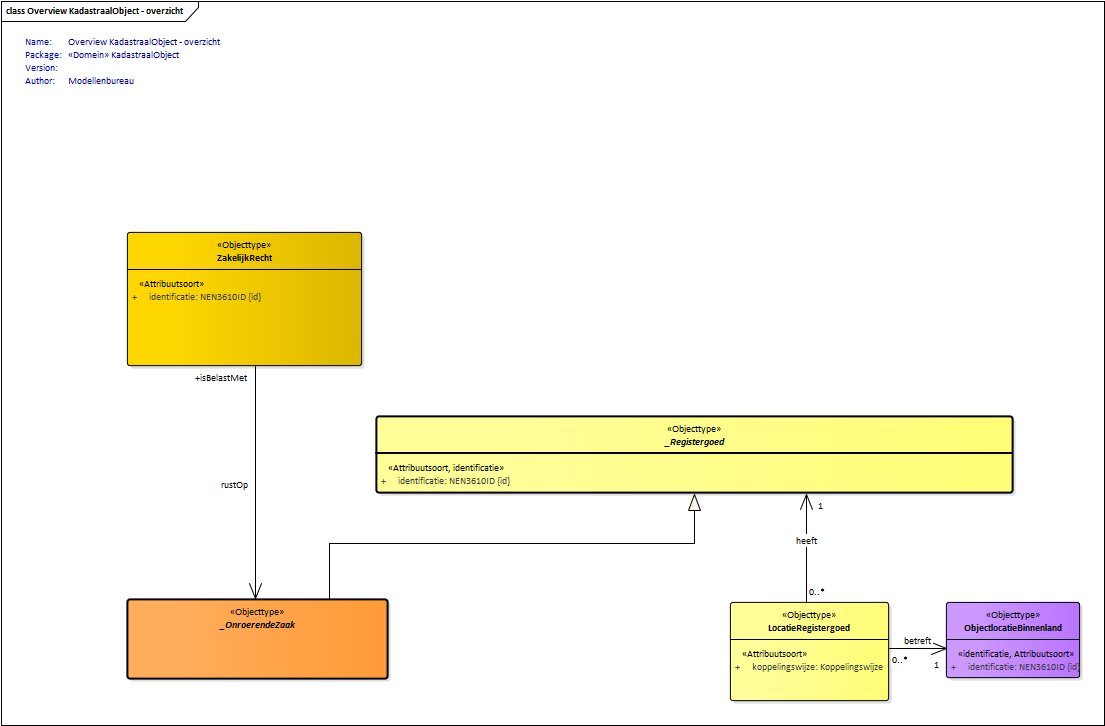 class Overview KadastraalObject - overzicht
Name: Overview KadastraalObject - overzicht
Package: «Domein» KadastraalObject
Version:
Author: Modellenbureau
«Objecttype»
ZakelijkRecht
«Attribuutsoort»
+ identificatie: NEN3610ID {id}
+isBelastMet
rustOp
«Objecttype»
_Registergoed
«Attribuutsoort, identificatie»
+ identificatie: NEN3610ID {id}
1
heeft
0..*
«Objecttype»
_OnroerendeZaak
«Objecttype»
LocatieRegistergoed
«Attribuutsoort»
+ koppelingswijze: Koppelingswijze
betreft
0..*
1
«Objecttype»
ObjectlocatieBinnenland
«identificatie, Attribuutsoort»
+ identificatie: NEN3610ID {id}